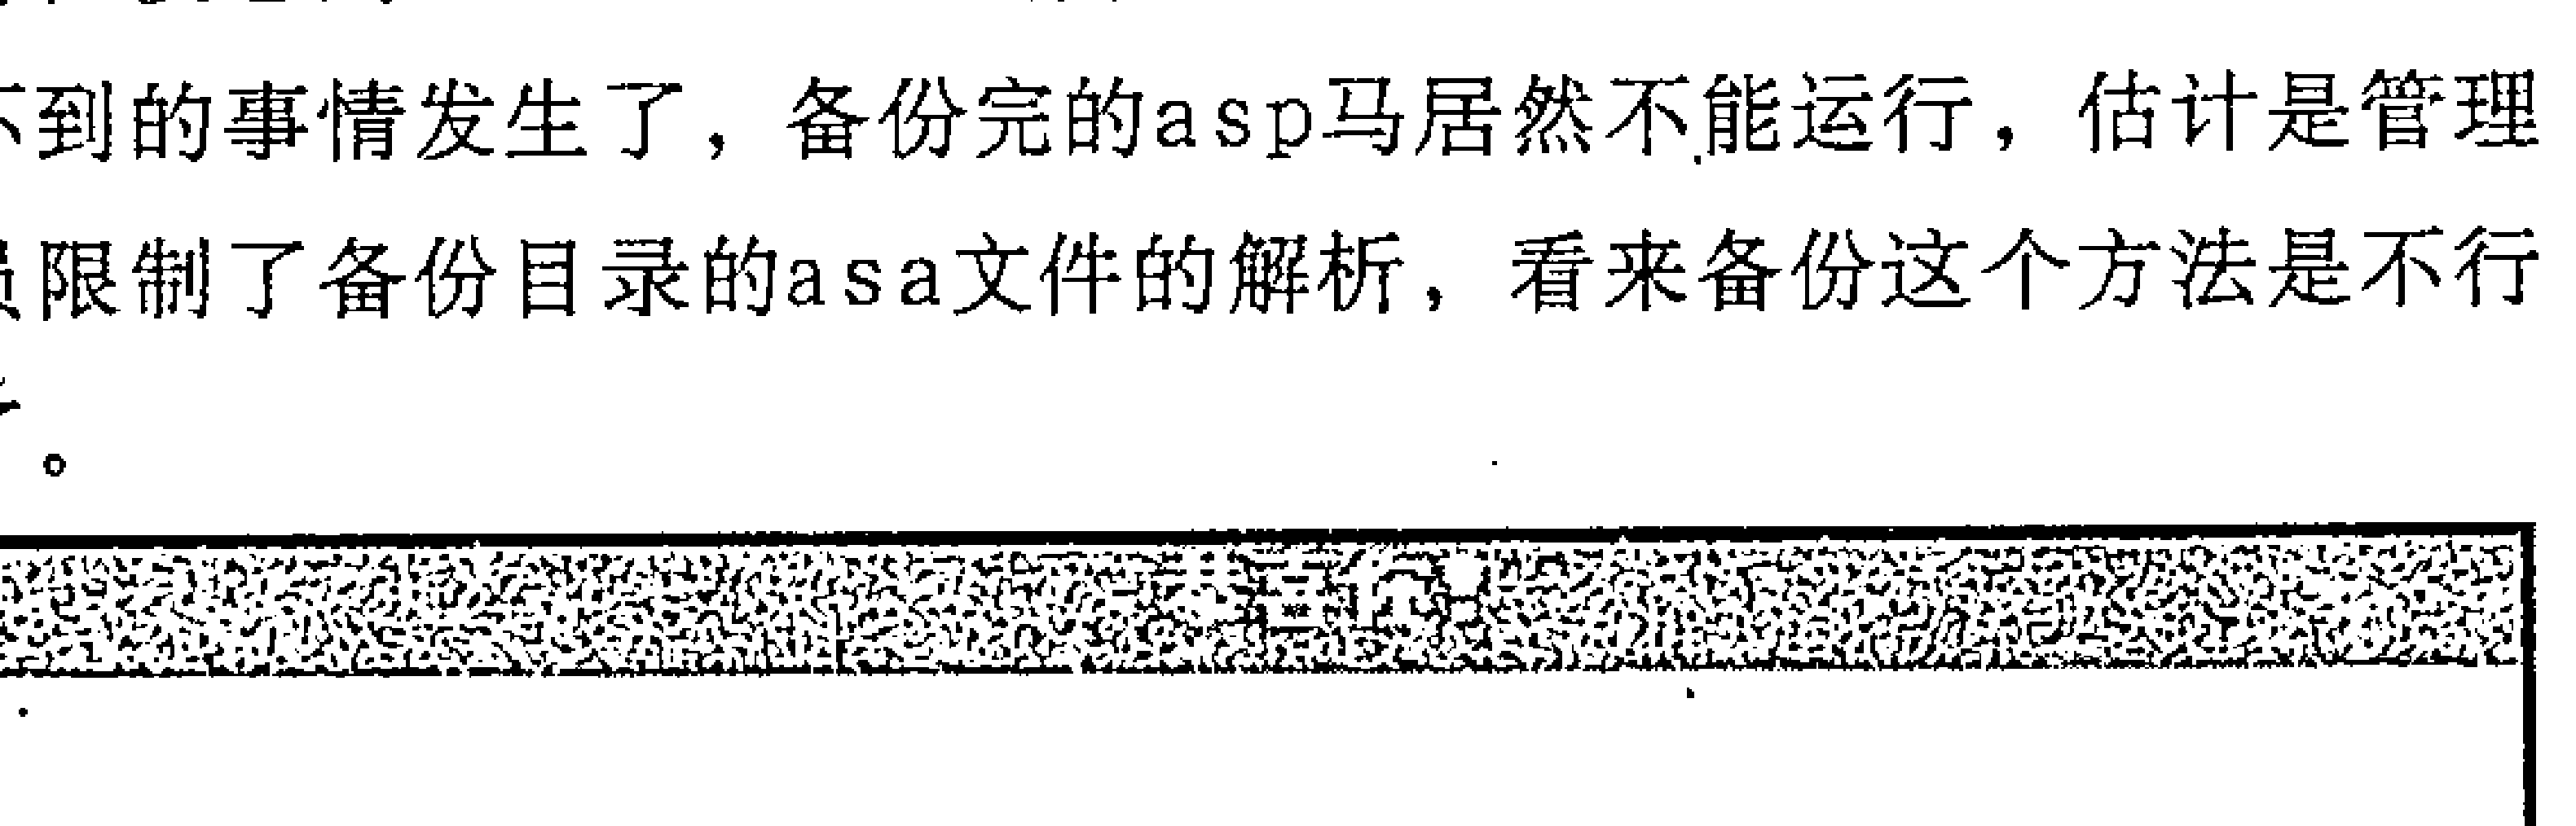 不到的事情发生了，备份完的asp马居然不能运行，估计是管理
员限制了备份目录的asa文件的解析，看来备份这个方法是不行
。